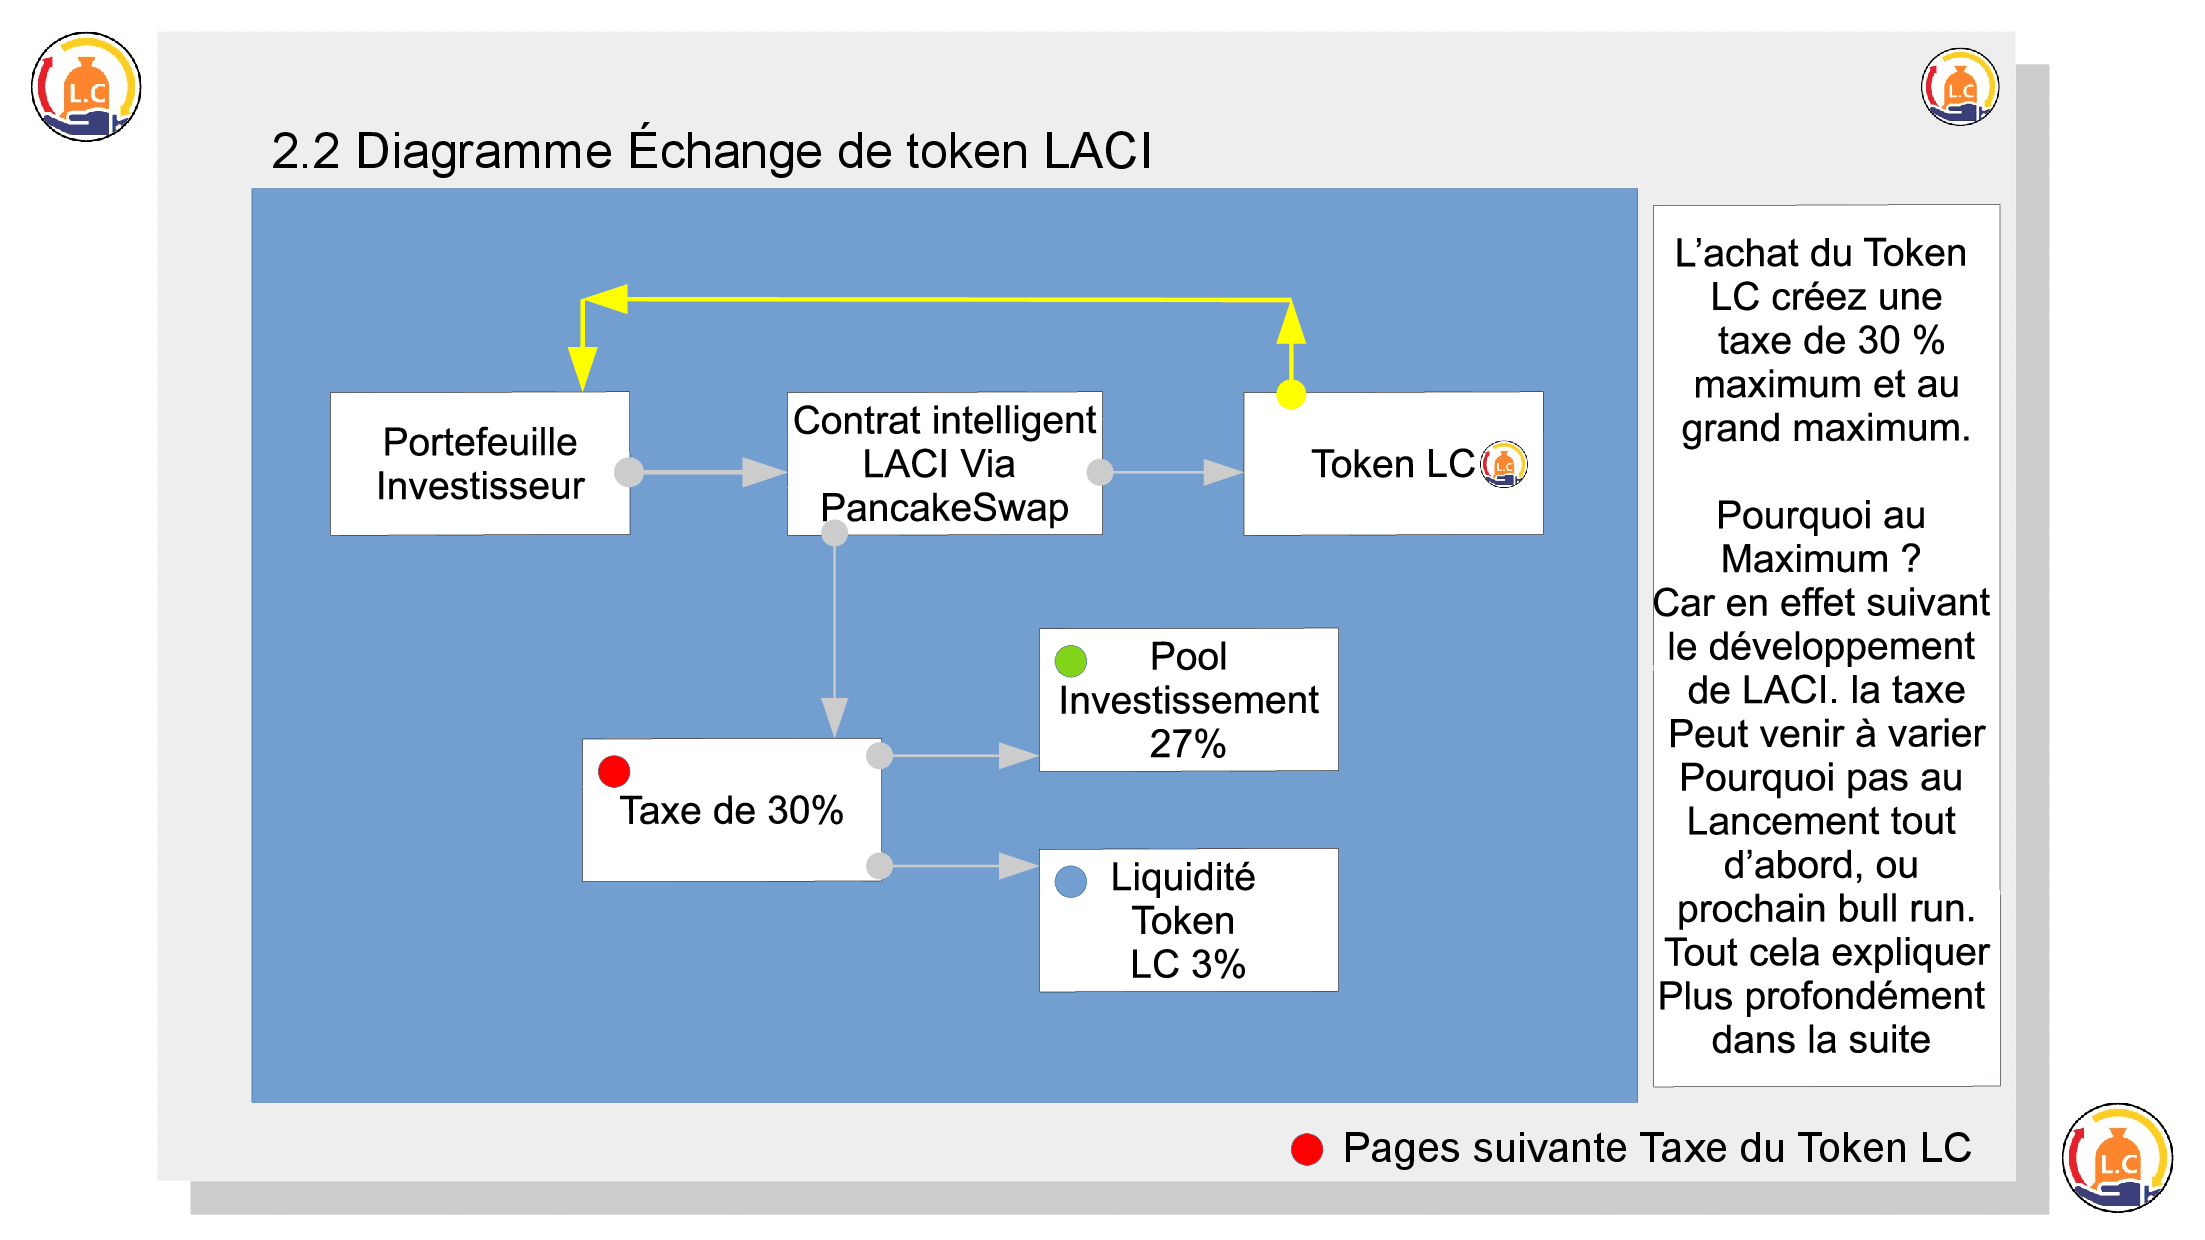 L.C
L.C
2.2 Diagramme Échange de token LACI
Portefeuille
Investisseur
Contrat intelligent
LACI Via
PancakeSwap
Token LC
L.C
Taxe de 30%
Pool
Investissement
27%
Liquidité
Token
LC 3%
L’achat du Token
LC créez une
taxe de 30 %
maximum et au
grand maximum.
Pourquoi au
Maximum ?
Car en effet suivant
le développement
de LACI. la taxe
Peut venir à varier
Pourquoi pas au
Lancement tout
d’abord, ou
prochain bull run.
Tout cela expliquer
Plus profondément
dans la suite
Pages suivante Taxe du Token LC
L.C